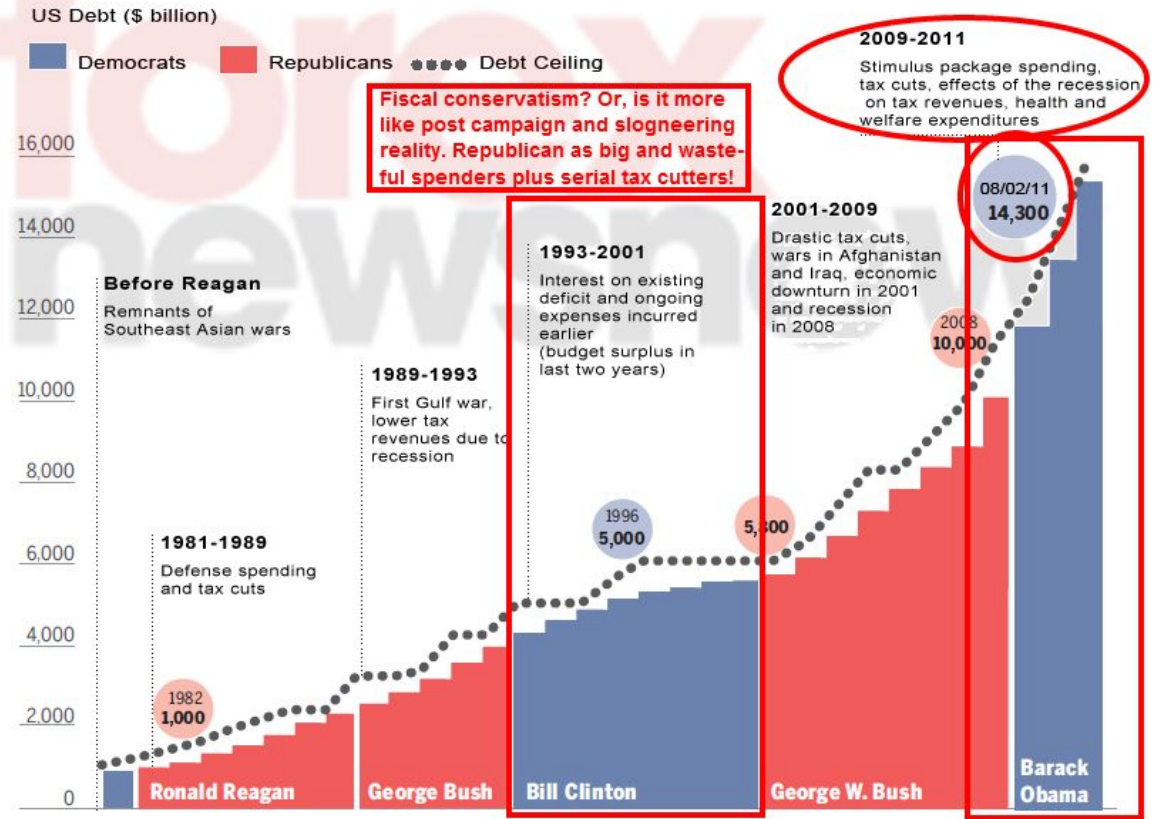 US Debt ($ billion)
Democrats
Republicans
Debt Ceiling
forex
newsnow
Fiscal conservatism? Or, is it more
like post campaign and slogneering
reality. Republican as big and waste-
ful spenders plus serial tax cutters!
2009-2011
Stimulus package spending,
tax cuts, effects of the recession
on tax revenues, health and
welfare expenditures
16,000
14,000
12,000
10,000
8,000
6,000
4,000
2,000
0
Before Reagan
Remnants of
Southeast Asian wars
1981-1989
Defense spending
and tax cuts
1982
1,000
1989-1993
First Gulf war,
lower tax
revenues due to
recession
1993-2001
Interest on existing
deficit and ongoing
expenses incurred
earlier
(budget surplus in
last two years)
1996
5,000
2001-2009
Drastic tax cuts,
wars in Afghanistan
and Iraq, economic
downturn in 2001
and recession
in 2008
2008
10,000
08/02/11
14,300
Ronald Reagan
George Bush
Bill Clinton
George W. Bush
Barack
Obama